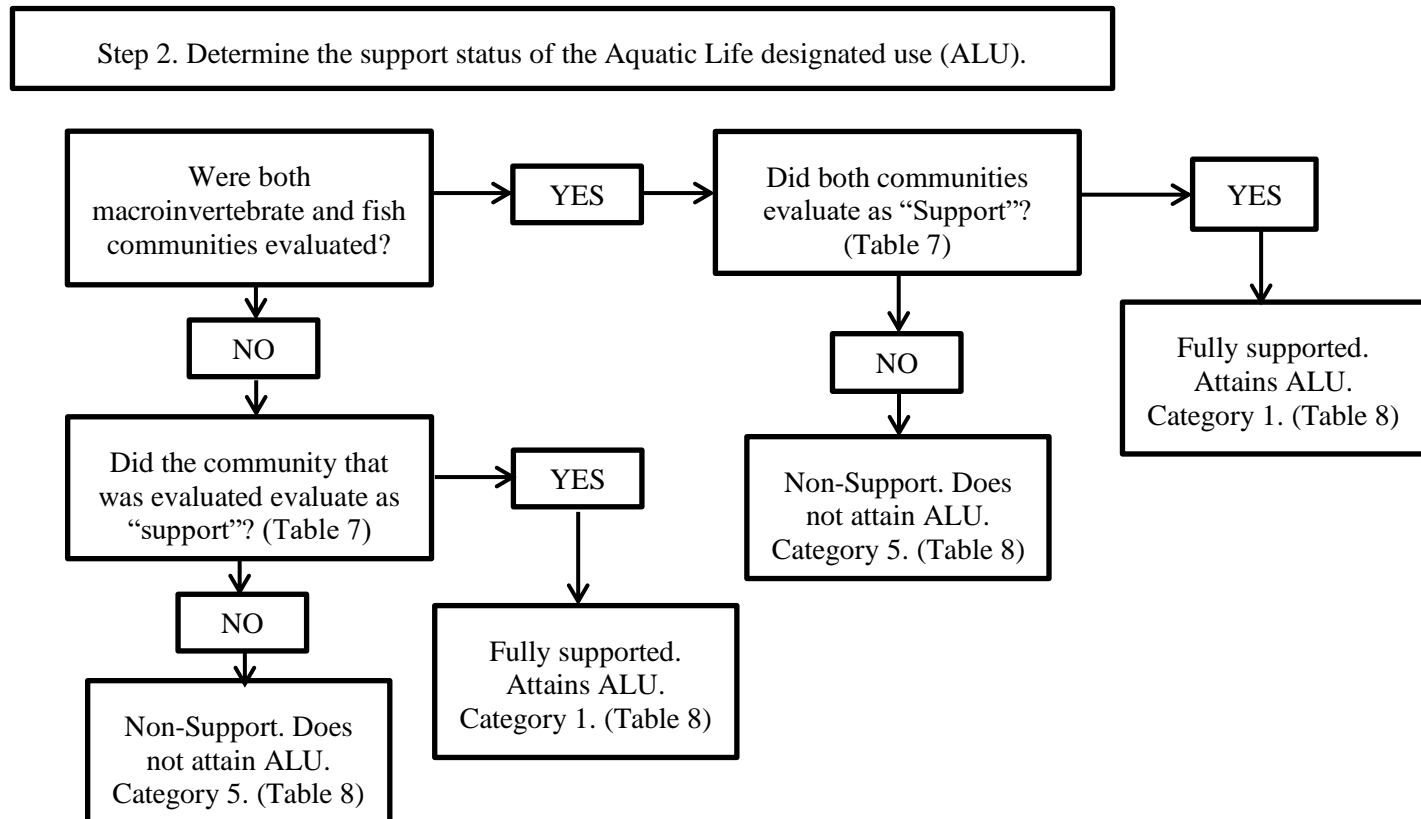 Step 2. Determine the support status of the Aquatic Life designated use (ALU).
Were both
macroinvertebrate and fish
communities evaluated?
YES
Did both communities
evaluate as “Support”?
(Table 7)
YES
NO
NO
Fully supported.
Attains ALU.
Category 1. (Table 8)
Did the community that
was evaluated evaluate as
“support”? (Table 7)
YES
Non-Support. Does
not attain ALU.
Category 5. (Table 8)
NO
Fully supported.
Attains ALU.
Category 1. (Table 8)
Non-Support. Does
not attain ALU.
Category 5. (Table 8)